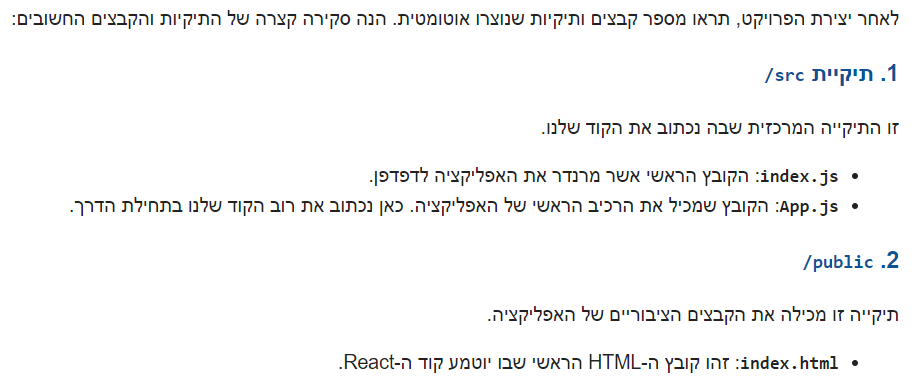 לאחר יצירת הפרויקט, תראו מספר קבצים ותיקיות שנוצרו אוטומטית. הנה סקירה קצרה של התיקיות והקבצים החשובים:
1. תיקיית src/
זו התיקייה המרכזית שבה נכתוב את הקוד שלנו.
• index.js: הקובץ הראשי אשר מרנדר את האפליקציה לדפדפן.
• App.js: הקובץ שמכיל את הרכיב הראשי של האפליקציה. כאן נכתוב את רוב הקוד שלנו בתחילת הדרך.
2. public/
תיקייה זו מכילה את הקבצים הציבוריים של האפליקציה.
• index.html: זהו קובץ ה-HTML הראשי שבו יוטמע קוד ה-React.